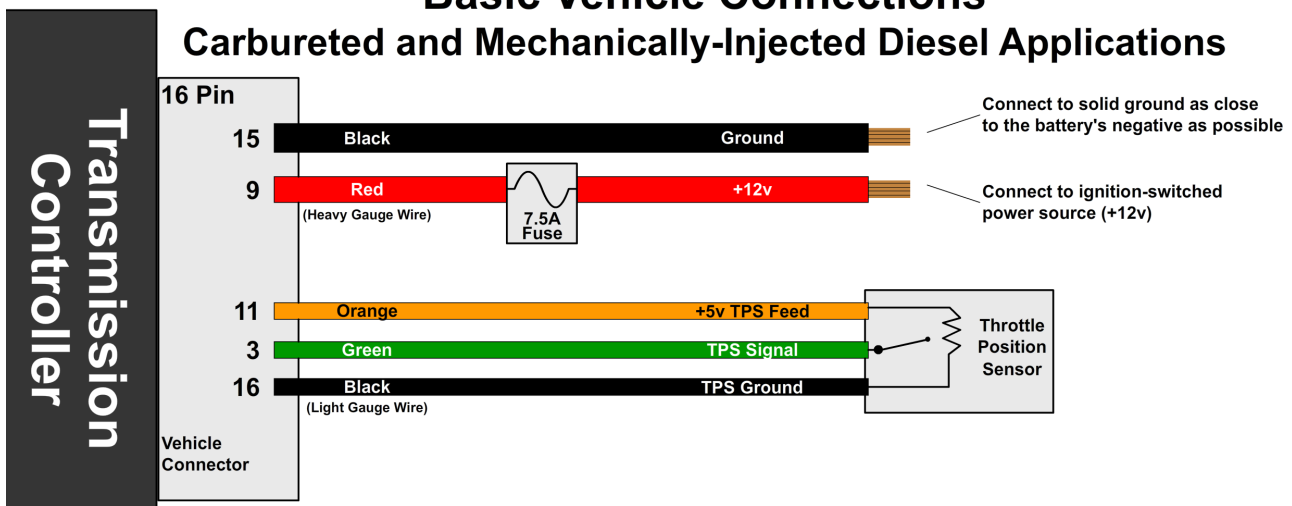 Basic Vehicle Connections
Carbureted and Mechanically-Injected Diesel Applications
Transmission
Controller
16 Pin
15 Black Ground
Connect to solid ground as close
to the battery's negative as possible
9 Red +12v
(Heavy Gauge Wire)
7.5A
Fuse
Connect to ignition-switched
power source (+12v)
11 Orange +5v TPS Feed
3 Green TPS Signal
16 Black TPS Ground
(Light Gauge Wire)
Throttle
Position
Sensor
Vehicle
Connector